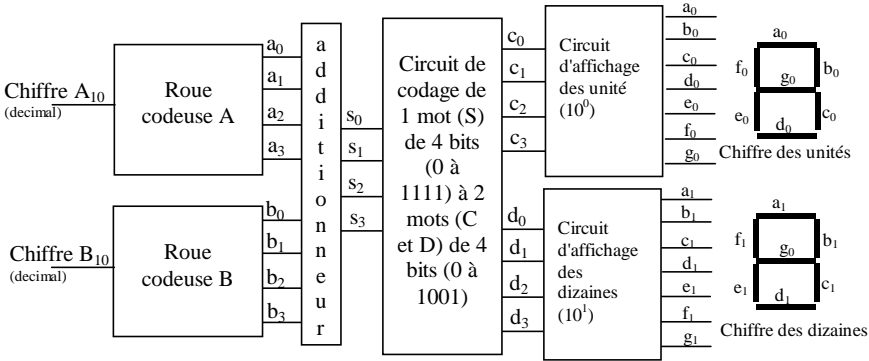 Chiffre A10
(decimal)
Roue
codeuse A
a0
a1
a2
a3
Chiffre B10
(decimal)
Roue
codeuse B
b0
b1
b2
b3
additionneur
s0
s1
s2
s3
Circuit de
codage de
1 mot (S)
de 4 bits
(0 à
1111) à 2
mots (C
et D) de 4
bits (0 à
1001)
c0
c1
c2
c3
d0
d1
d2
d3
Circuit
d'affichage
des unité
(10^0)
a0
b0
c0
d0
e0
f0
g0
a0
f0
g0
b0
e0
d0
c0
Chiffre des unités
Circuit
d'affichage
des
dizaines
(10^1)
a1
b1
c1
d1
e1
f1
g1
a1
f1
g0
b1
e1
d1
c1
Chiffre des dizaines